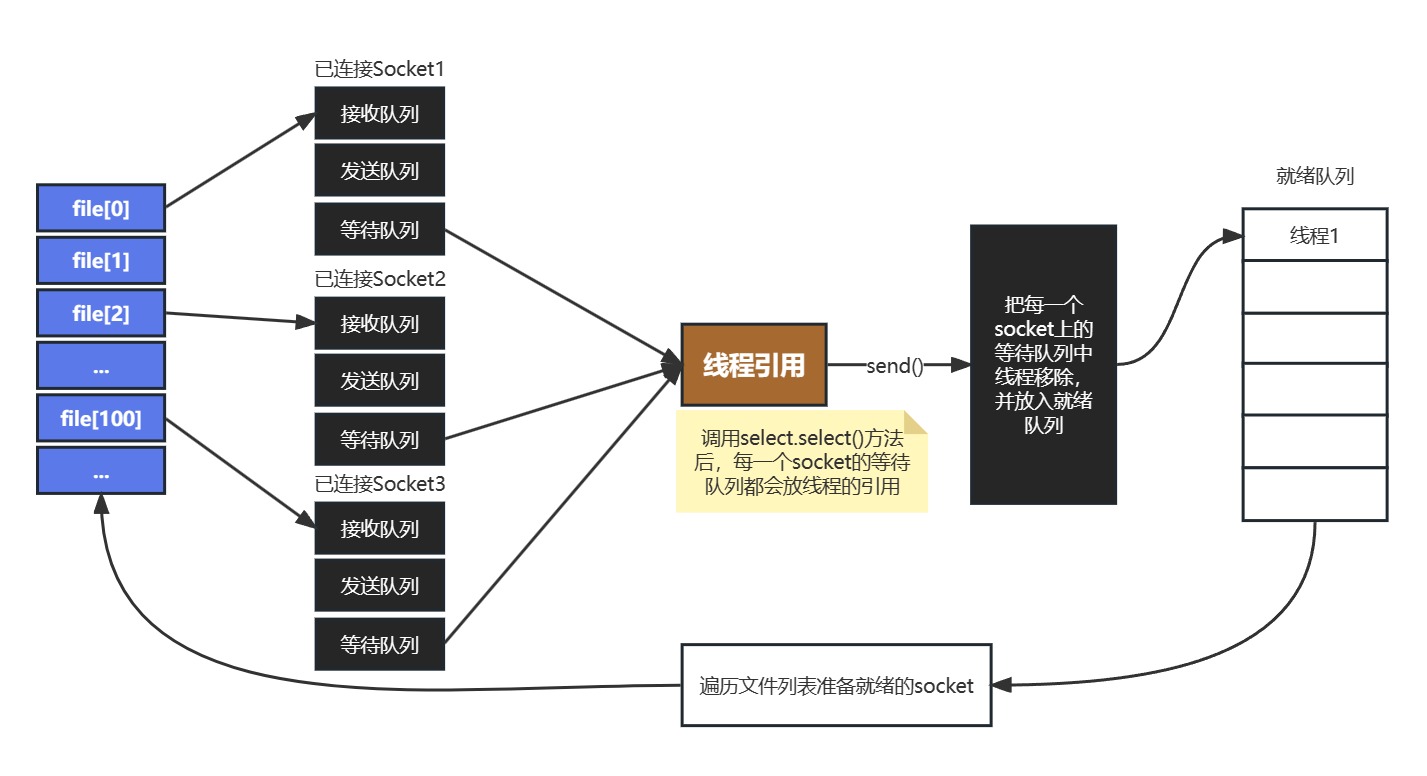 file[0]
file[1]
file[2]
...
file[100]
...
已连接Socket1
接收队列
发送队列
等待队列
已连接Socket2
接收队列
发送队列
等待队列
已连接Socket3
接收队列
发送队列
等待队列
线程引用
调用select.select()方法
后，每一个socket的等待
队列都会放线程的引用
send()
把每一个
socket上的
等待队列中
线程移除，
并放入就绪
队列
就绪队列
线程1
遍历文件列表准备就绪的socket